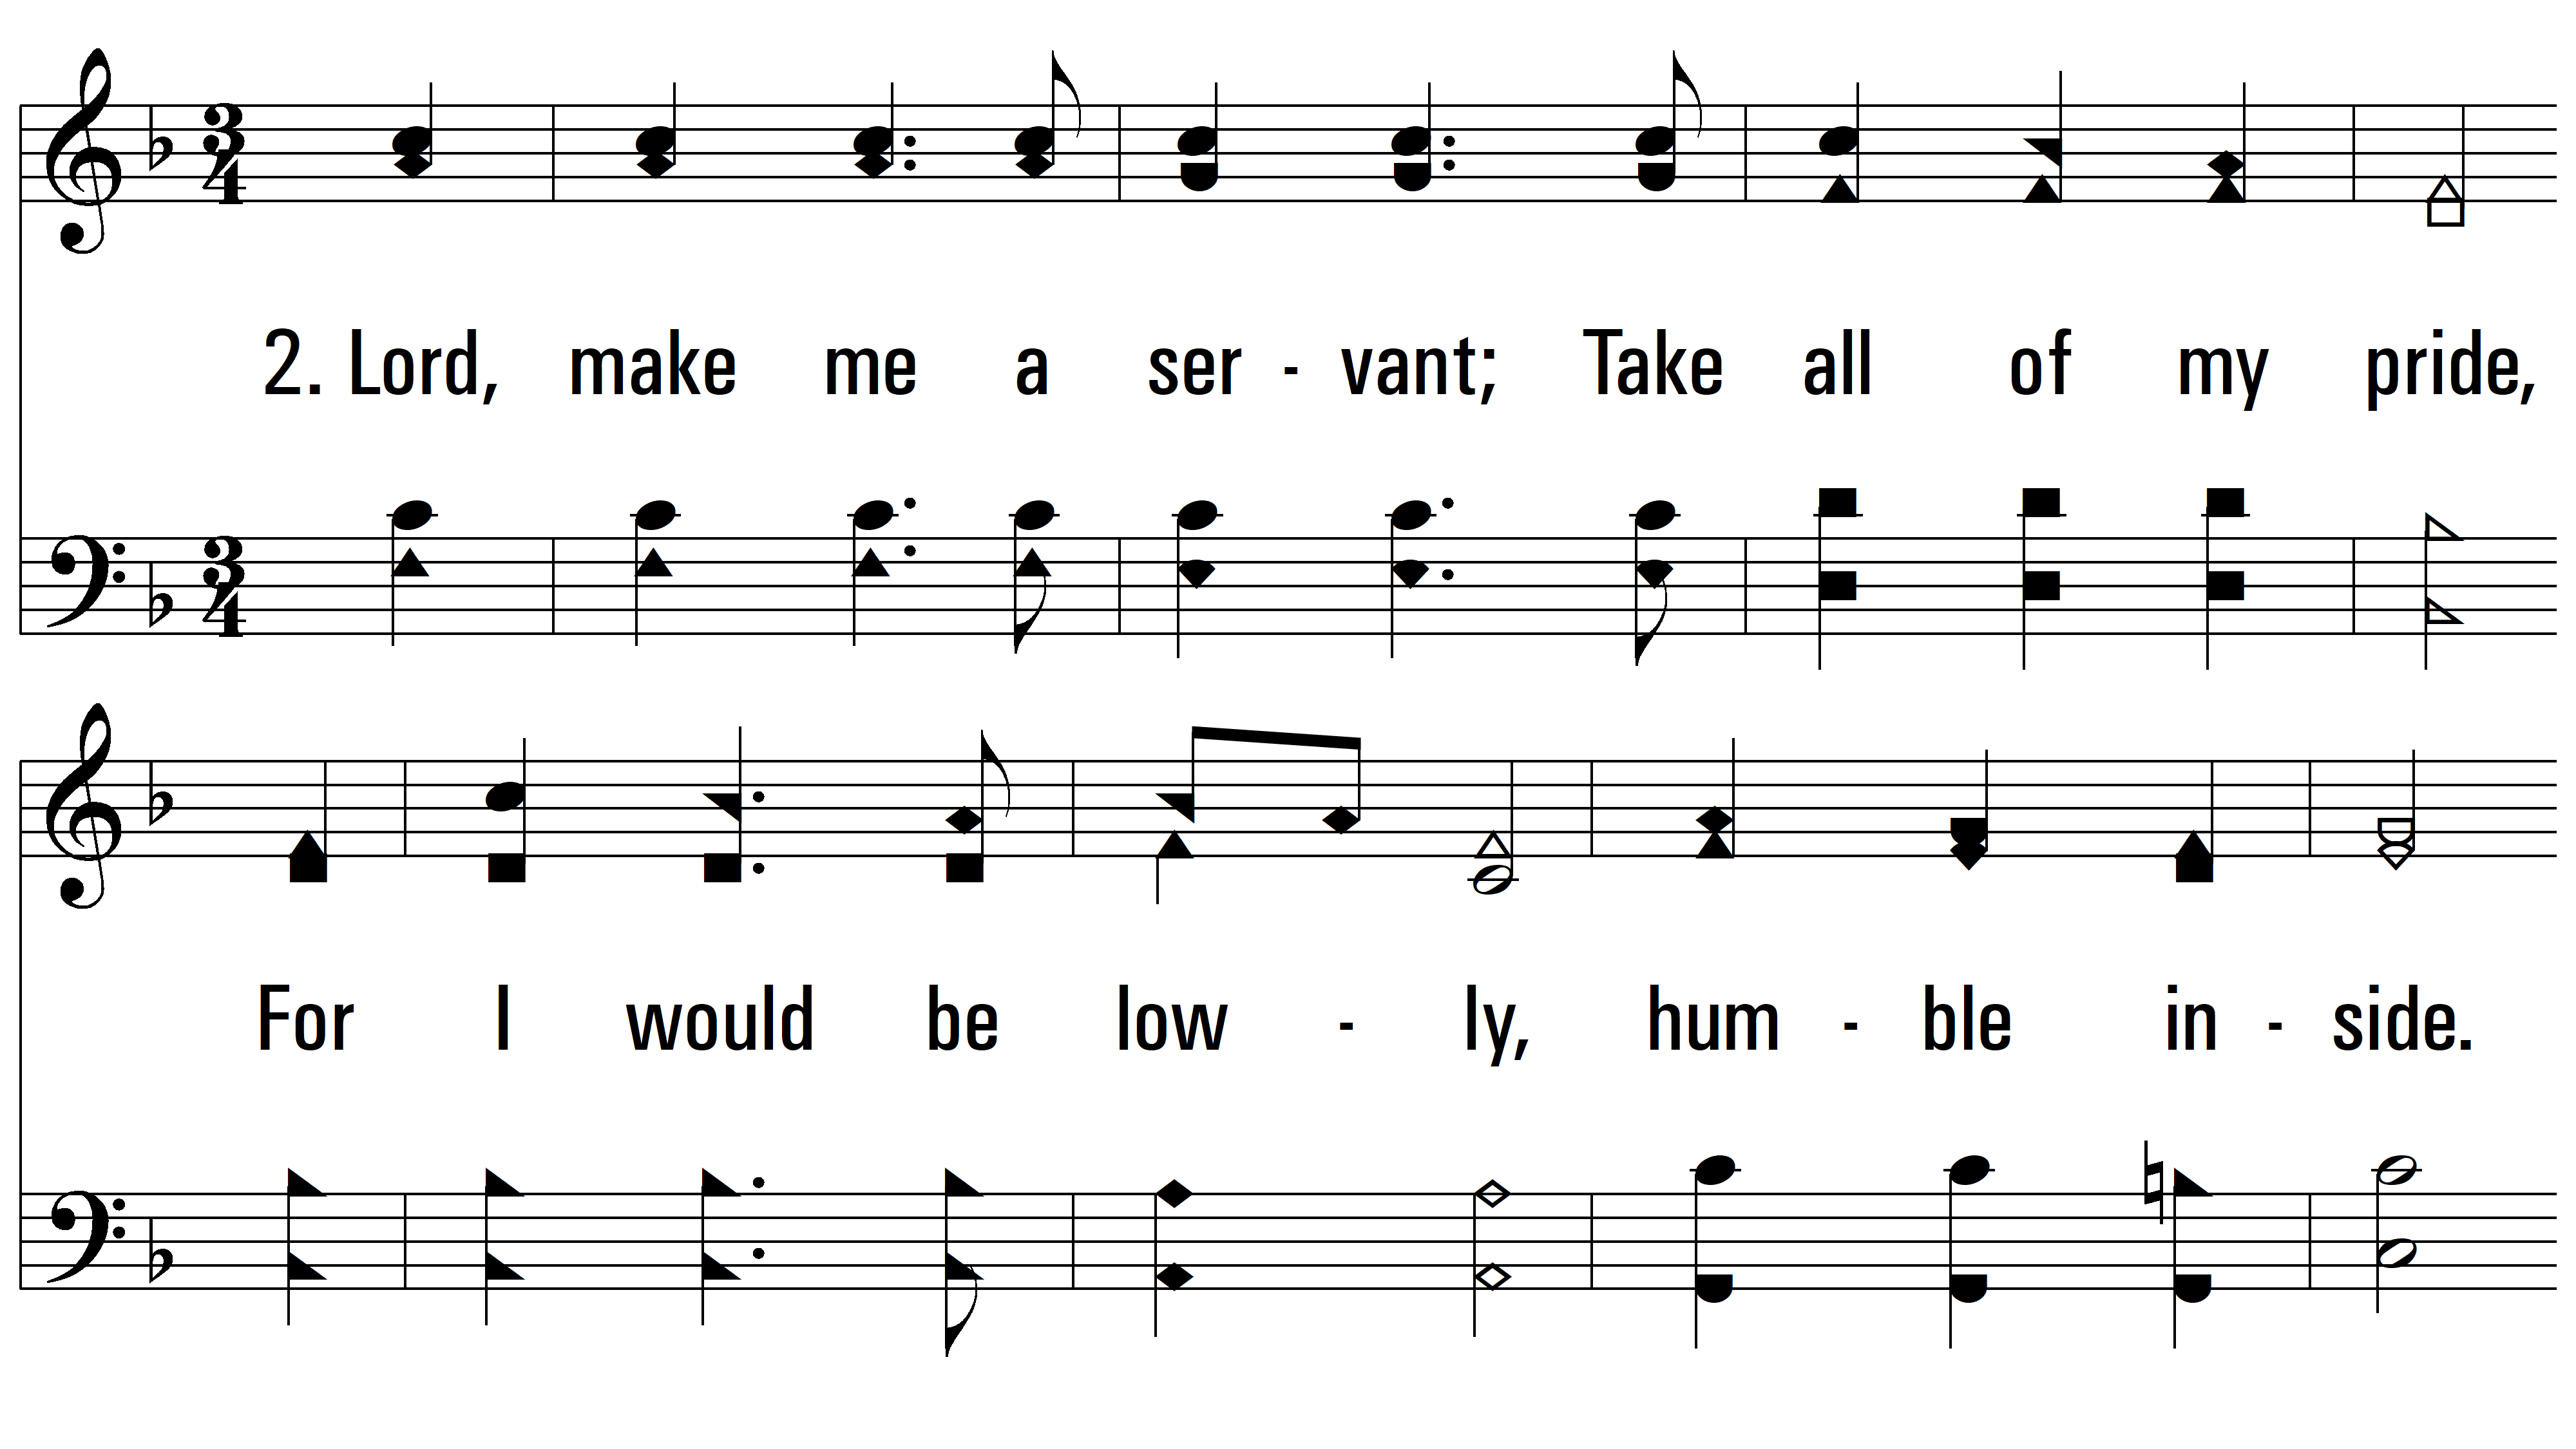 2. Lord, make me a ser - vant; Take all of my pride,
For I would be low - ly, hum - ble in - side.